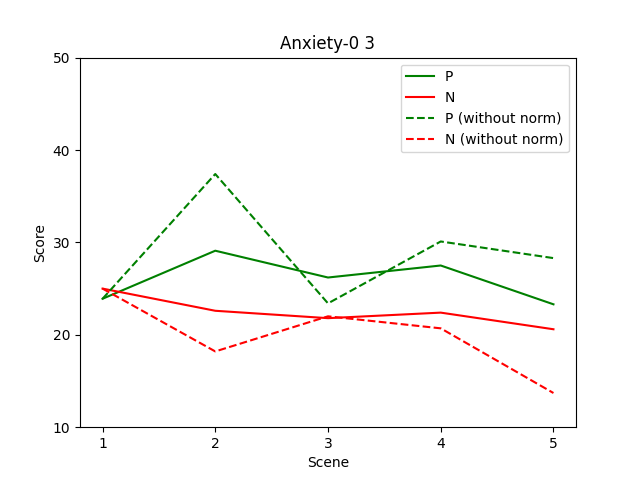 Anxiety-0 3
50
40
30
20
10
Score
P
N
P (without norm)
N (without norm)
1 2 3 4 5
Scene